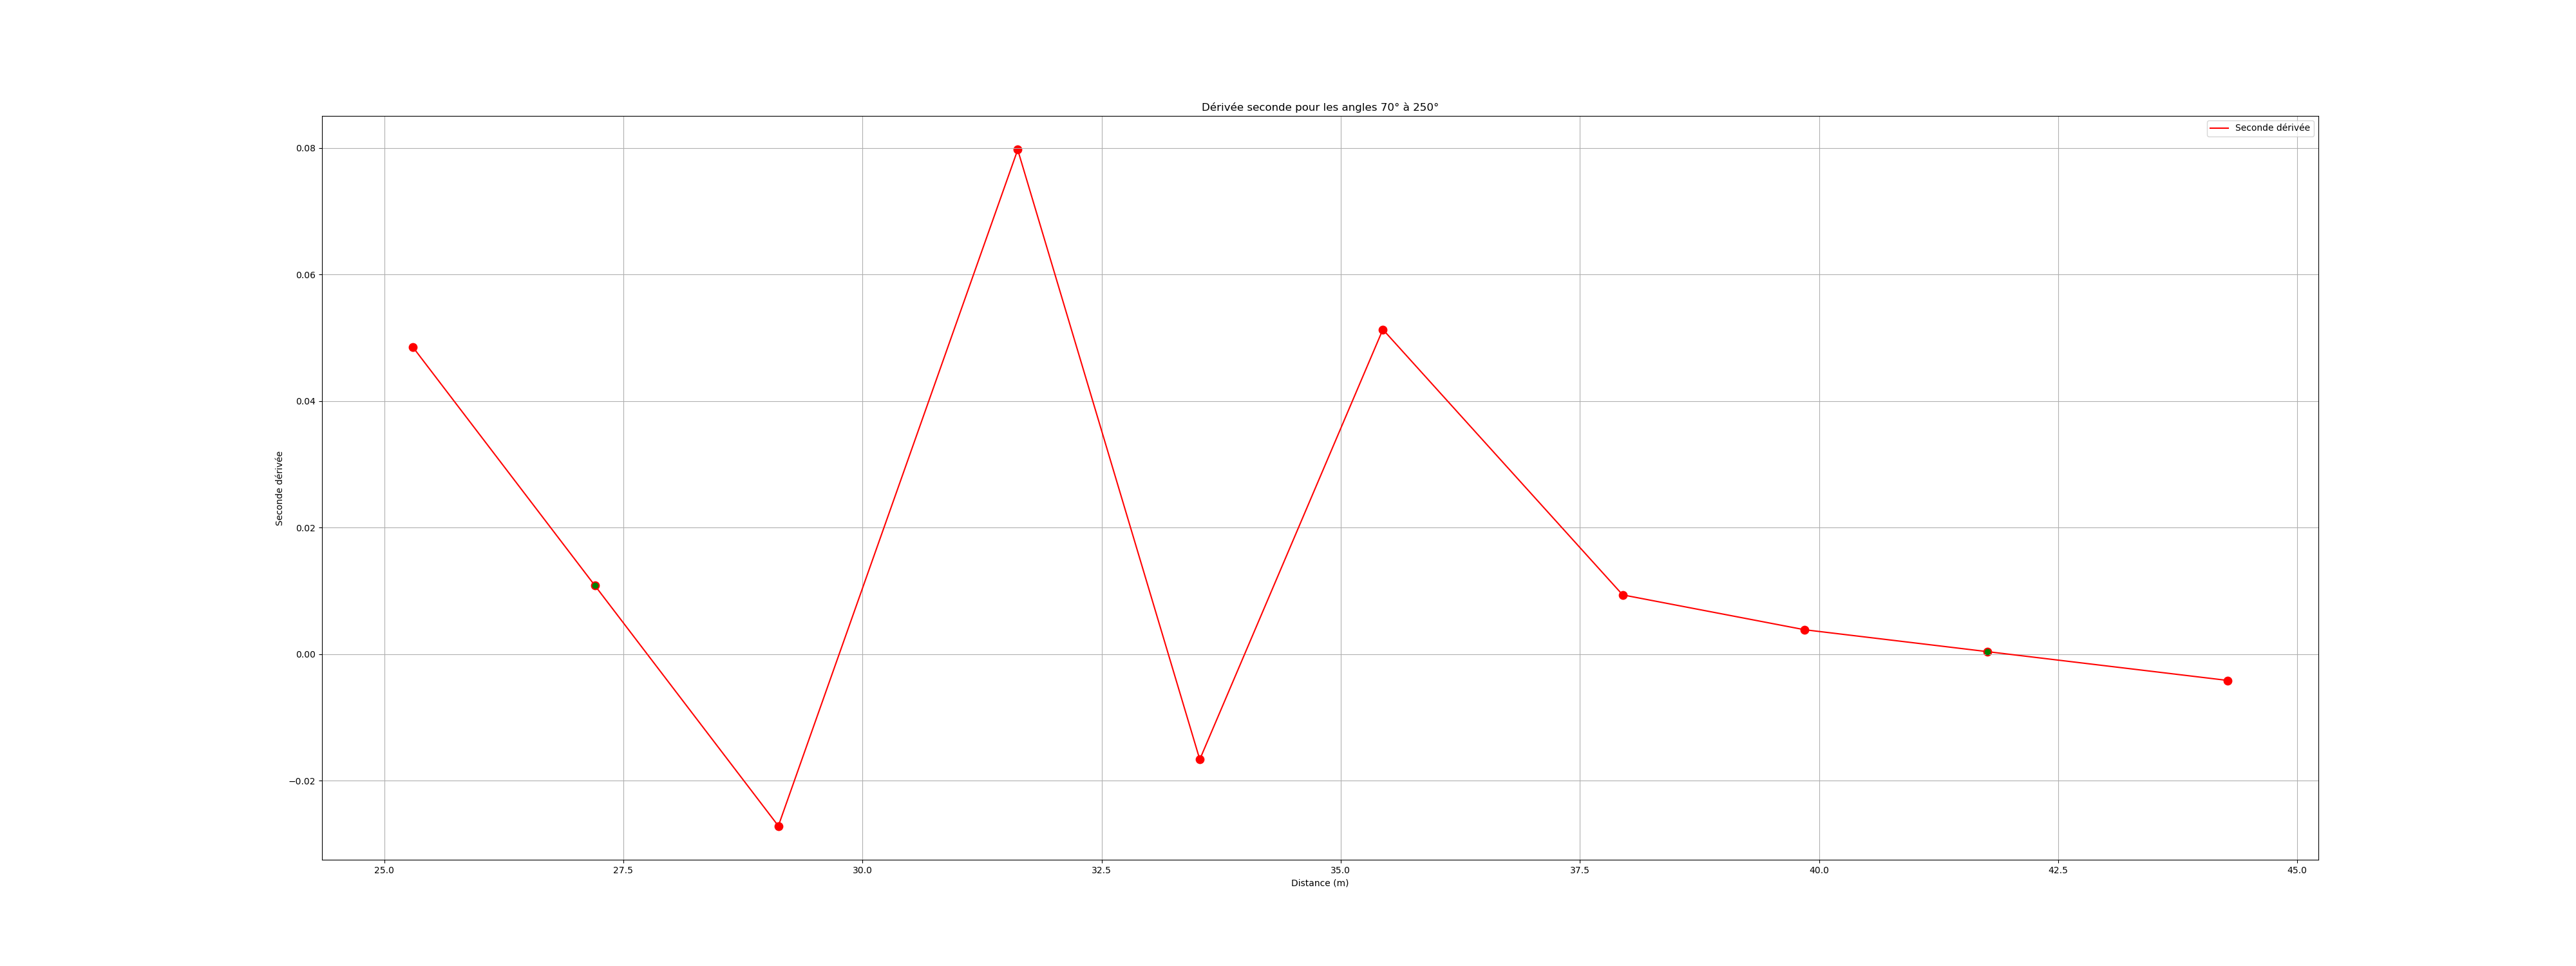 Dérivée seconde pour les angles 70° à 250°
Seconde dérivée
0.08
0.06
0.04
0.02
0.00
−0.02
Seconde dérivée
25.0 27.5 30.0 32.5 35.0 37.5 40.0 42.5 45.0
Distance (m)